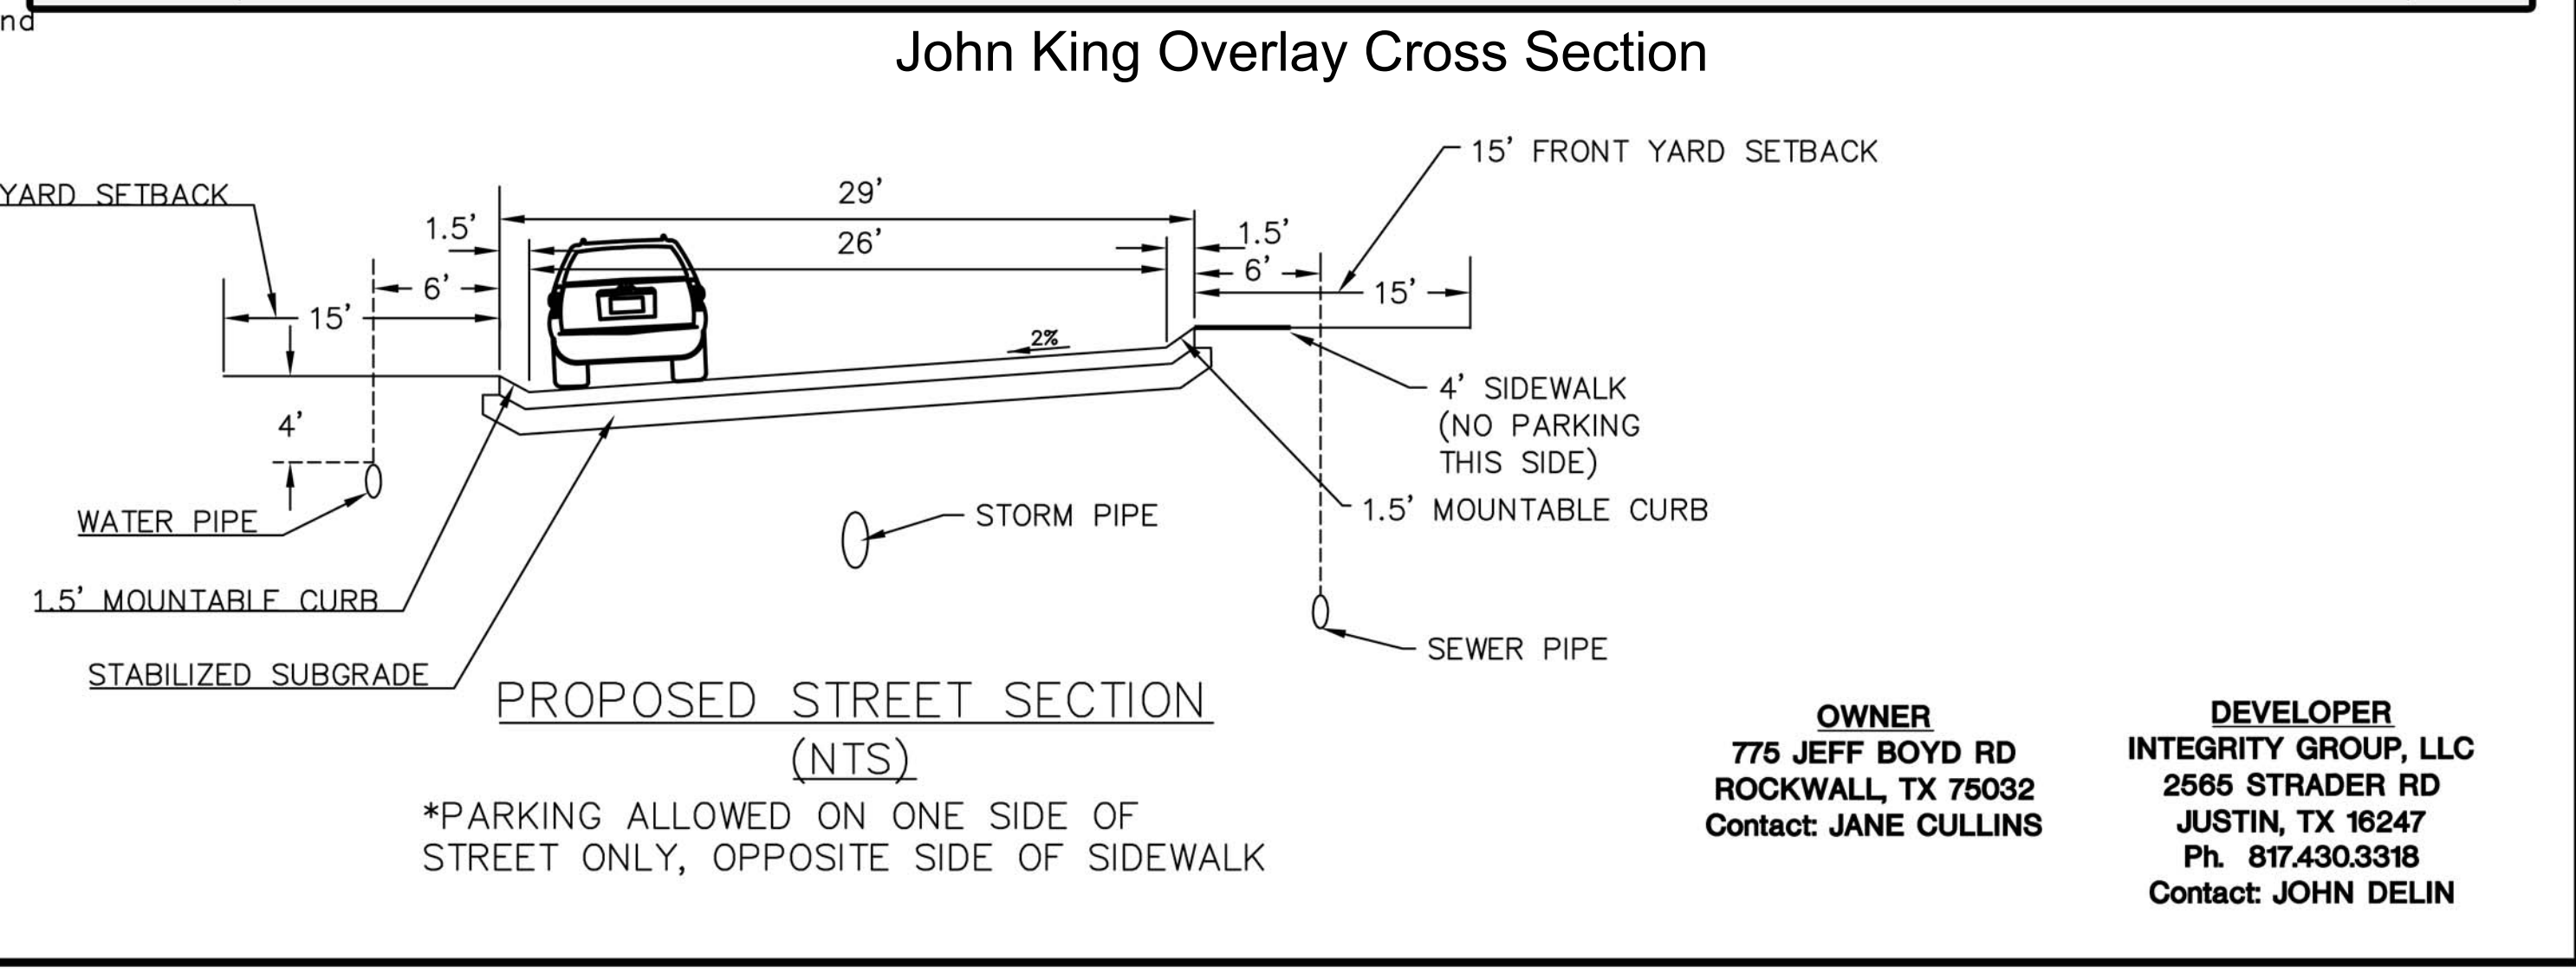 nd
John King Overlay Cross Section
15' FRONT YARD SETBACK
YARD SETBACK
29'
1.5'
1.5'
26'
6'
6'
15'
15'
2%
4' SIDEWALK
(NO PARKING
THIS SIDE)
4'
WATER PIPE
STORM PIPE
1.5' MOUNTABLE CURB
1.5' MOUNTABLE CURB
SEWER PIPE
STABILIZED SUBGRADE
PROPOSED STREET SECTION
(NTS)
*PARKING ALLOWED ON ONE SIDE OF
STREET ONLY, OPPOSITE SIDE OF SIDEWALK
OWNER
775 JEFF BOYD RD
ROCKWALL, TX 75032
Contact: JANE CULLINS
DEVELOPER
INTEGRITY GROUP, LLC
2565 STRADER RD
JUSTIN, TX 16247
Ph. 817.430.3318
Contact: JOHN DELIN